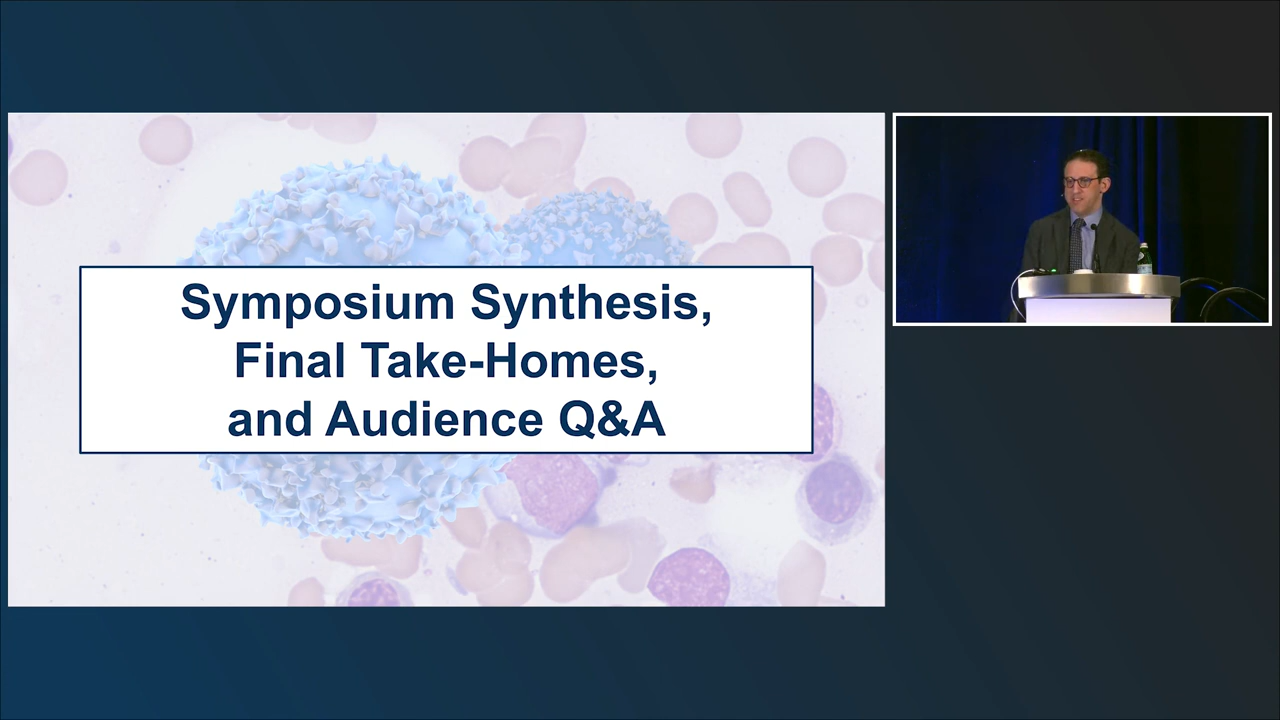 Symposium Synthesis,
Final Take-Homes,
and Audience Q&A